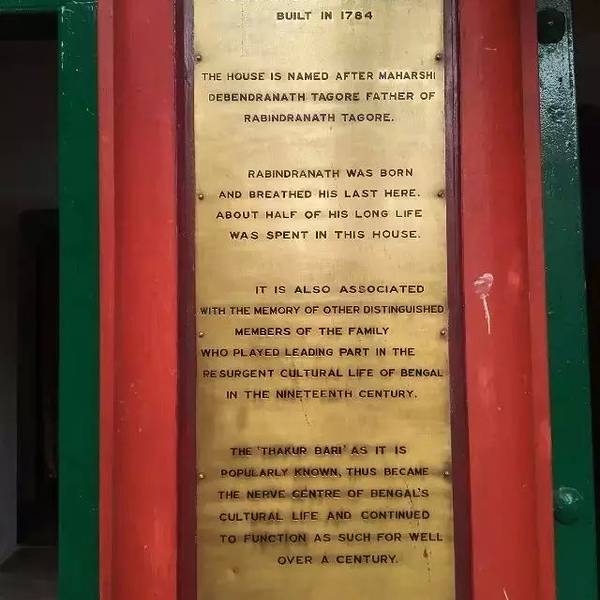 BUILT IN 1784
THE HOUSE IS NAMED AFTER MAHARSHI
DEBENDRANATH TAGORE FATHER OF
RABINDRANATH TAGORE.
RABINDRANATH WAS BORN
AND BREATHED HIS LAST HERE.
ABOUT HALF OF HIS LONG LIFE
WAS SPENT IN THIS HOUSE.
IT IS ALSO ASSOCIATED
WITH THE MEMORY OF OTHER DISTINGUISHED
MEMBERS OF THE FAMILY
WHO PLAYED LEADING PART IN THE
RESURGENT CULTURAL LIFE OF BENGAL
IN THE NINETEENTH CENTURY.
THE 'THAKUR BARI' AS IT IS
POPULARLY KNOWN, THUS BECAME
THE NERVE CENTRE OF BENGAL'S
CULTURAL LIFE AND CONTINUED
TO FUNCTION AS SUCH FOR WELL
OVER A CENTURY.